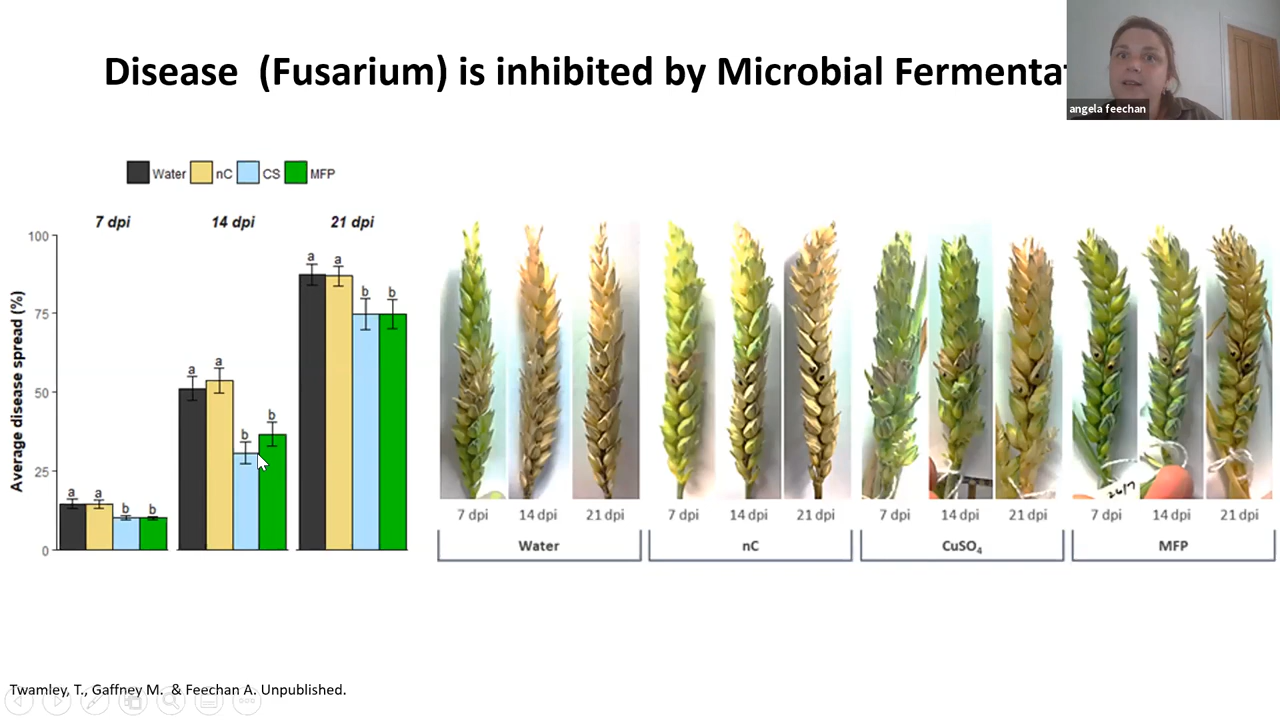 Disease (Fusarium) is inhibited by Microbial Fermenta
angela feechan
Water nC CS MFP
7 dpi 14 dpi 21 dpi
Average disease spread (%)
100
75
50
25
0
a a b b
a a b b
a a b b
24/7
7 dpi 14 dpi 21 dpi 7 dpi 14 dpi 21 dpi 7 dpi 14 dpi 21 dpi 7 dpi 14 dpi 21 dpi
Water nC CuSO₄ MFP
Twamley, T., Gaffney M. & Feechan A. Unpublished.